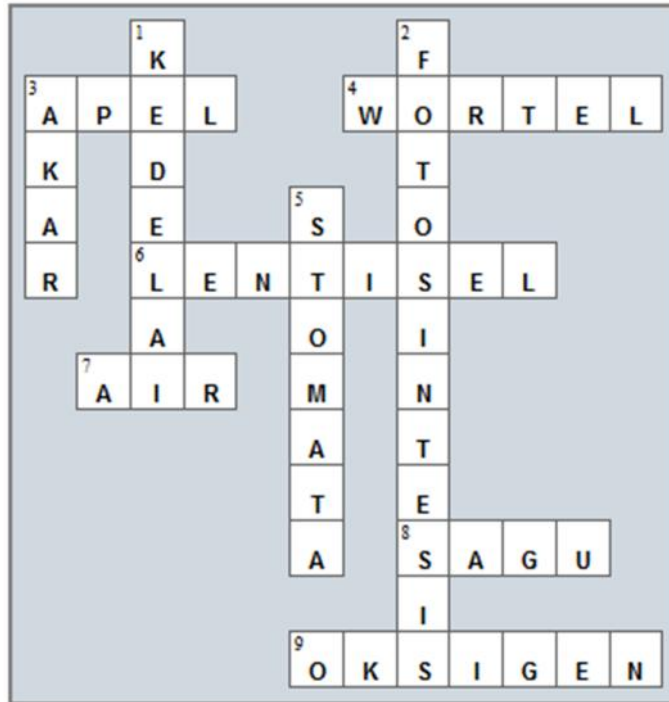 1 K 2 F
3 A P E L 4 W O R T E L
K D T
A E 5 S O
R 6 L E N T I S E L
A O I
7 A I R M N
A T
T E
A 8 S A G U
I
9 O K S I G E N